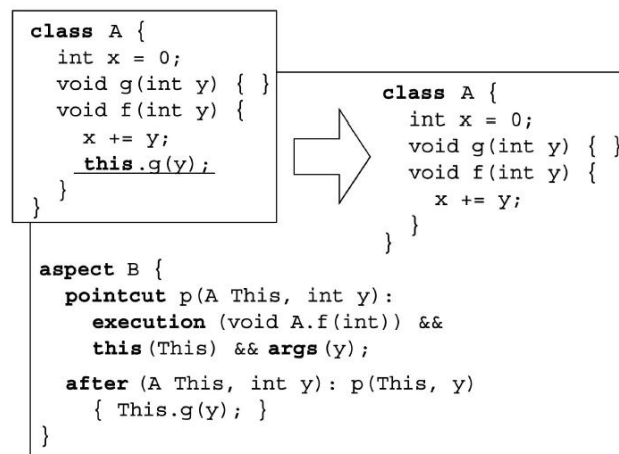 class A {
int x = 0;
void g(int y) { }
void f(int y) {
x += y;
this.g(y);
}
}
class A {
int x = 0;
void g(int y) { }
void f(int y) {
x += y;
}
}
aspect B {
pointcut p(A This, int y):
execution (void A.f(int)) &&
this(This) && args(y);
after (A This, int y): p(This, y)
{ This.g(y); }
}